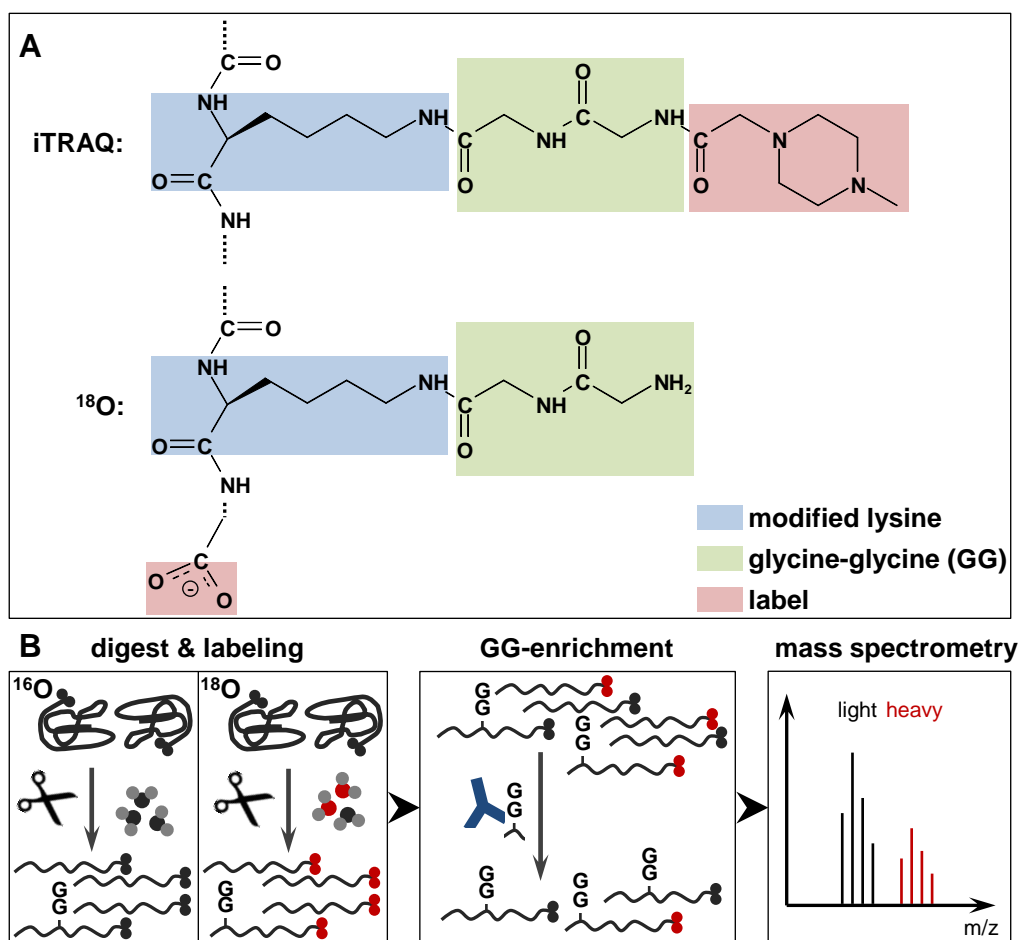 A
C O
O O
NH NH NH
iTRAQ:
C C N
C NH C
O C O O N
NH
C O
O
NH NH NH₂
¹⁸O:
C C
O C NH
O
NH
modified lysine
C glycine-glycine (GG)
O - O
label
B digest & labeling GG-enrichment mass spectrometry
¹⁶O ¹⁸O
G
G
light heavy
G
G
G
G
G G G
G G G
G G
G G
m/z